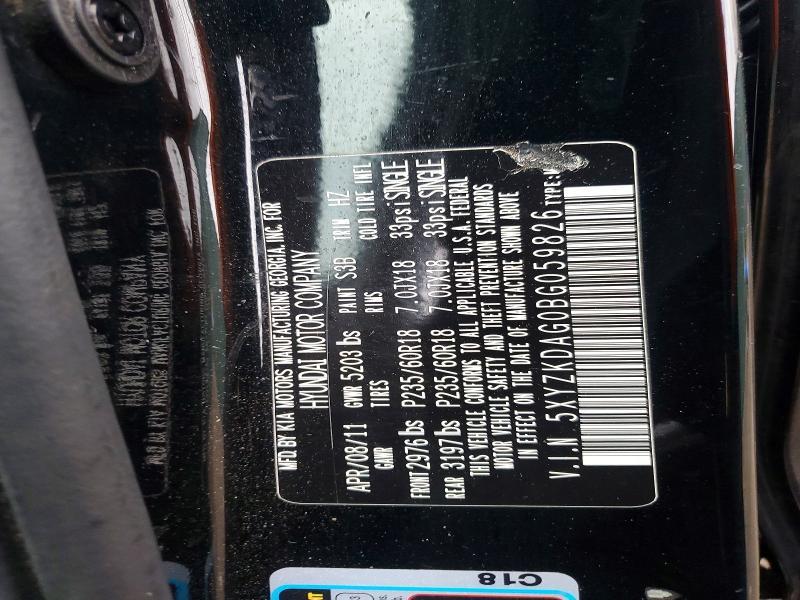 MFD. BY KIA MOTORS MANUFACTURING GEORGIA, INC. FOR
HYUNDAI MOTOR COMPANY
APR/08/11 GVWR 5203 lbs PAINT S3B TRIM HZ
GAWR TIRES RIMS COLD TIRE INFL
FRONT 2976 lbs P235/60R18 7.0JX18 33psi SINGLE
REAR 3197 lbs P235/60R18 7.0JX18 33psi SINGLE
THIS VEHICLE CONFORMS TO ALL APPLICABLE U.S.A. FEDERAL
MOTOR VEHICLE SAFETY AND THEFT PREVENTION STANDARDS
IN EFFECT ON THE DATE OF MANUFACTURE SHOWN ABOVE
V.I.N 5XYZKDAG0BG059826 TYPE:
C18